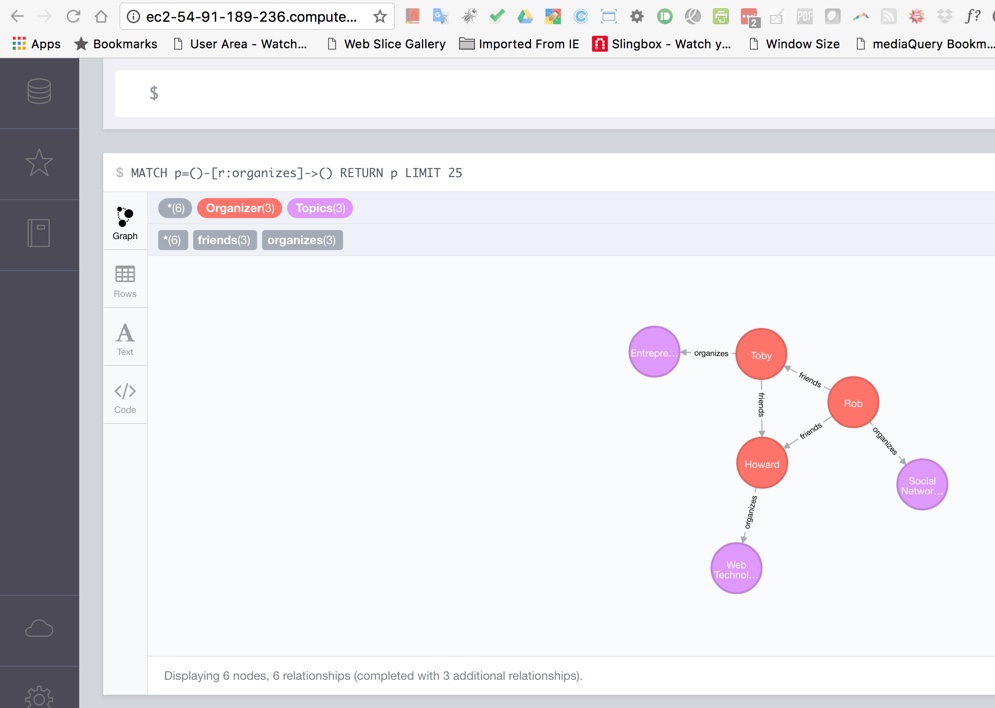 ec2-54-91-189-236.compute...
2
PDF
f?
Apps
Bookmarks
User Area - Watch...
Web Slice Gallery
Imported From IE
Slingbox - Watch y...
Window Size
mediaQuery Bookm...
$
$ MATCH p=()-[r:organizes]->() RETURN p LIMIT 25
*(6) Organizer(3) Topics(3)
*(6) friends(3) organizes(3)
Graph
Rows
A
Text
</>
Code
Entrepre...
organizes
Toby
friends
Rob
friends
friends
organizes
Howard
Social
Networ...
organizes
Web
Technol...
Displaying 6 nodes, 6 relationships (completed with 3 additional relationships).